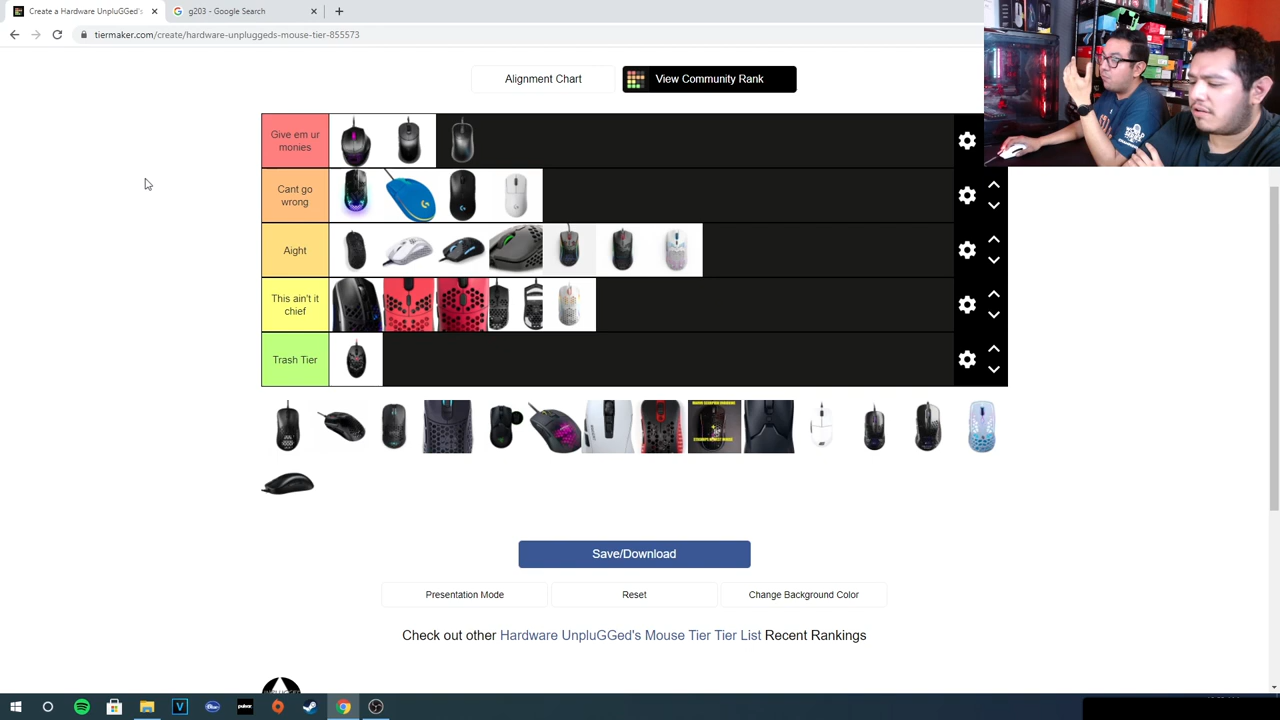 Create a Hardware UnpluGGed's
g203 - Google Search
tiermaker.com/create/hardware-unpluggeds-mouse-tier-855573
Alignment Chart
View Community Rank
Give em ur
monies
Cant go
wrong
Aight
This ain't it
chief
Trash Tier
Save/Download
Presentation Mode
Reset
Change Background Color
Check out other Hardware UnpluGGed's Mouse Tier Tier List Recent Rankings